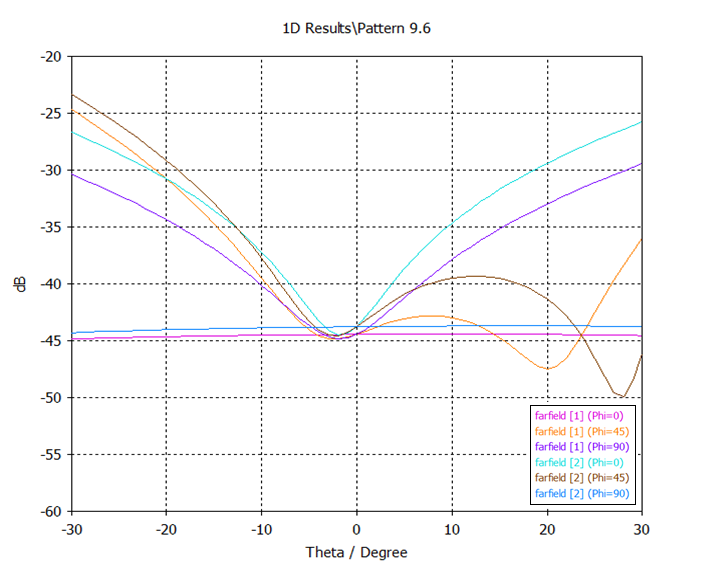 1D Results\Pattern 9.6
-20
-25
-30
-35
-40
-45
-50
-55
-60
dB
farfield [1] (Phi=0)
farfield [1] (Phi=45)
farfield [1] (Phi=90)
farfield [2] (Phi=0)
farfield [2] (Phi=45)
farfield [2] (Phi=90)
-30 -20 -10 0 10 20 30
Theta / Degree